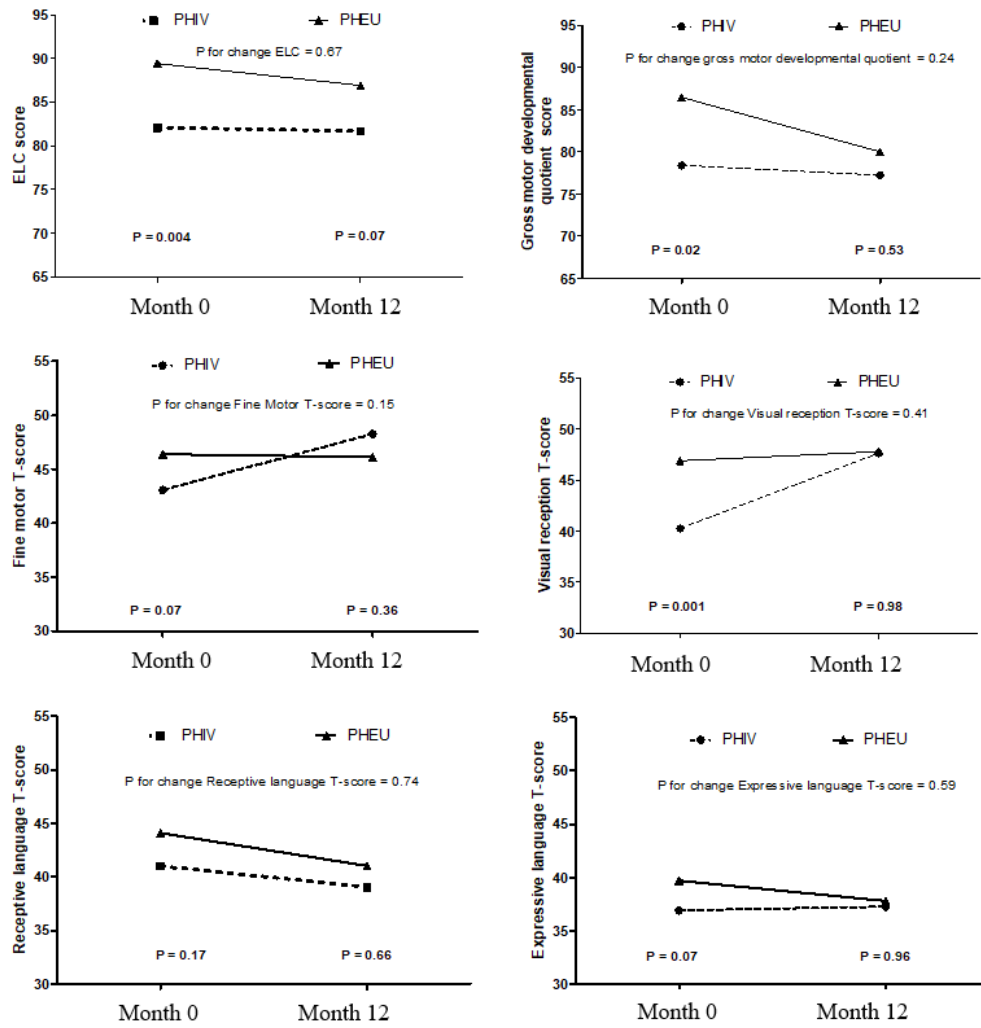 PHIV PHEU
P for change ELC = 0.67
ELC score
95
90
85
80
75
70
65
P = 0.004 P = 0.07
Month 0 Month 12
PHIV PHEU
P for change gross motor developmental quotient = 0.24
Gross motor developmental
quotient score
95
90
85
80
75
70
65
P = 0.02 P = 0.53
Month 0 Month 12
PHIV PHEU
P for change Fine Motor T-score = 0.15
Fine motor T-score
55
50
45
40
35
30
P = 0.07 P = 0.36
Month 0 Month 12
PHIV PHEU
P for change Visual reception T-score = 0.41
Visual reception T-score
55
50
45
40
35
30
P = 0.001 P = 0.98
Month 0 Month 12
PHIV PHEU
P for change Receptive language T-score = 0.74
Receptive language T-score
55
50
45
40
35
30
P = 0.17 P = 0.66
Month 0 Month 12
PHIV PHEU
P for change Expressive language T-score = 0.59
Expressive language T-score
55
50
45
40
35
30
P = 0.07 P = 0.96
Month 0 Month 12